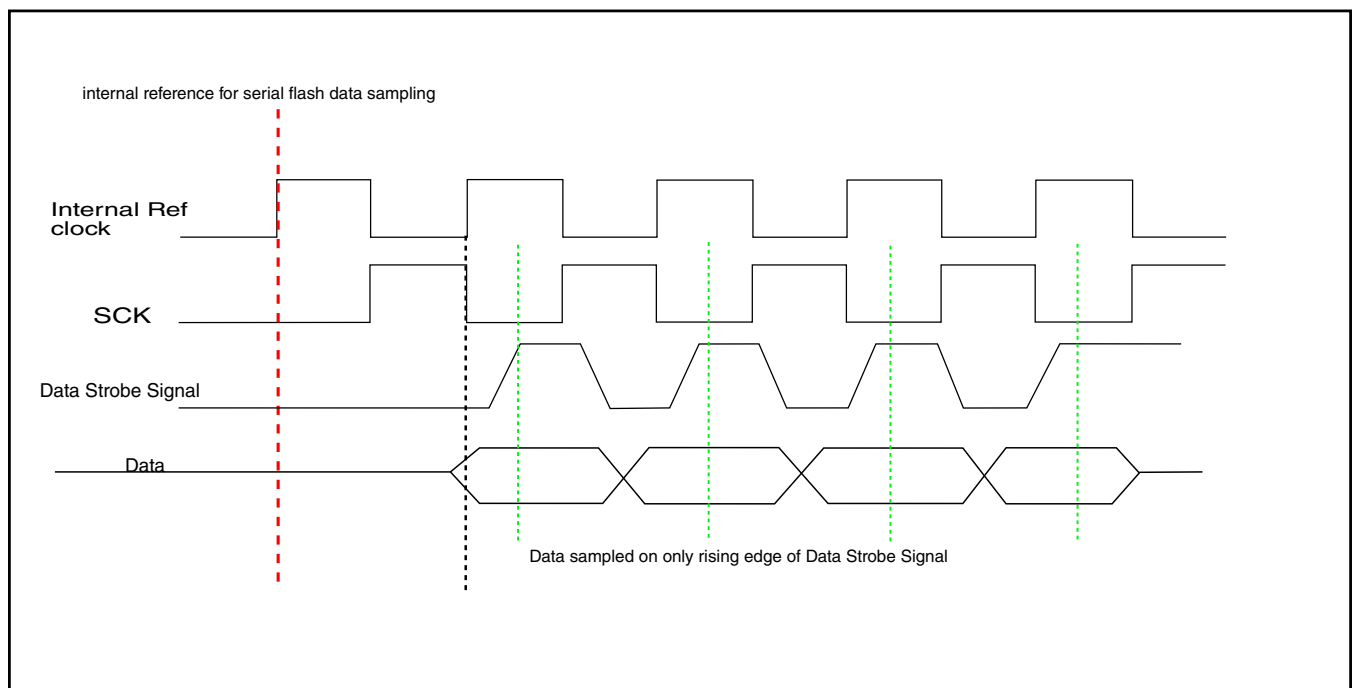 internal reference for serial flash data sampling
Internal Ref
clock
SCK
Data Strobe Signal
Data
Data sampled on only rising edge of Data Strobe Signal